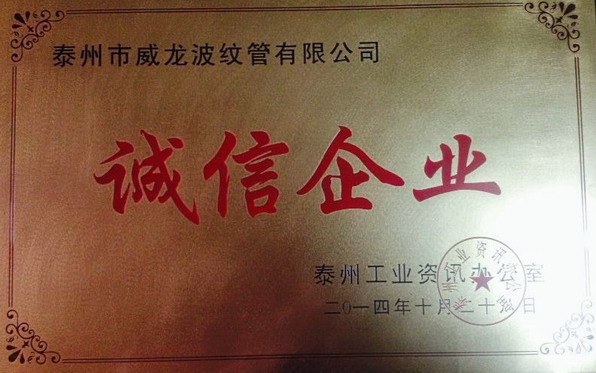 泰州市威龙波纹管有限公司
诚信企业
泰州工业资讯办公室
二0一四年十月二十日